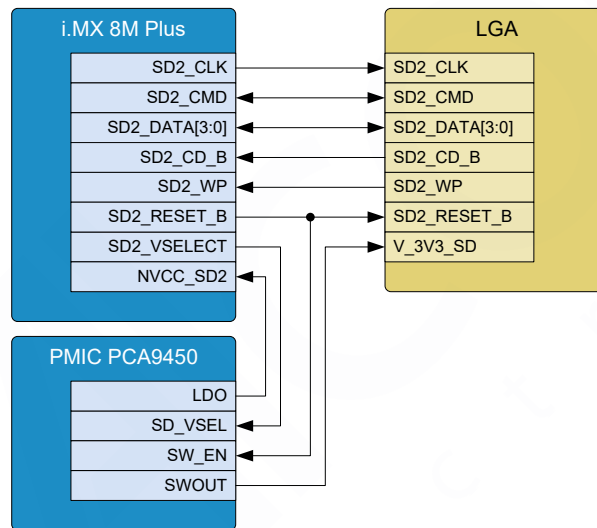 i.MX 8M Plus
SD2_CLK
SD2_CMD
SD2_DATA[3:0]
SD2_CD_B
SD2_WP
SD2_RESET_B
SD2_VSELECT
NVCC_SD2
LGA
SD2_CLK
SD2_CMD
SD2_DATA[3:0]
SD2_CD_B
SD2_WP
SD2_RESET_B
V_3V3_SD
PMIC PCA9450
LDO
SD_VSEL
SW_EN
SWOUT